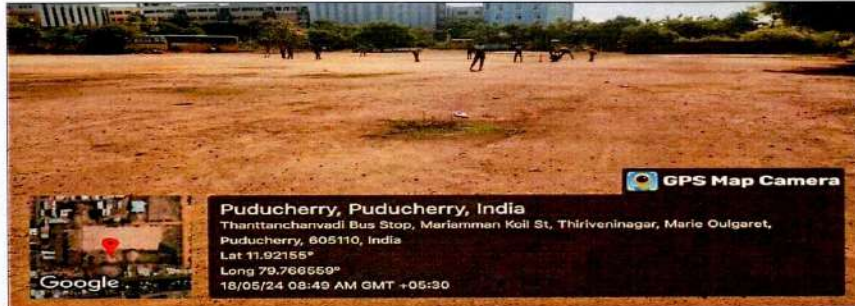 GPS Map Camera
Puducherry, Puducherry, India
Thanttanchanvadi Bus Stop, Mariamman Koil St, Thiriveninagar, Marie Oulgaret,
Puducherry, 605110, India
Lat 11.92155°
Long 79.766559°
18/05/24 08:49 AM GMT +05:30
Google